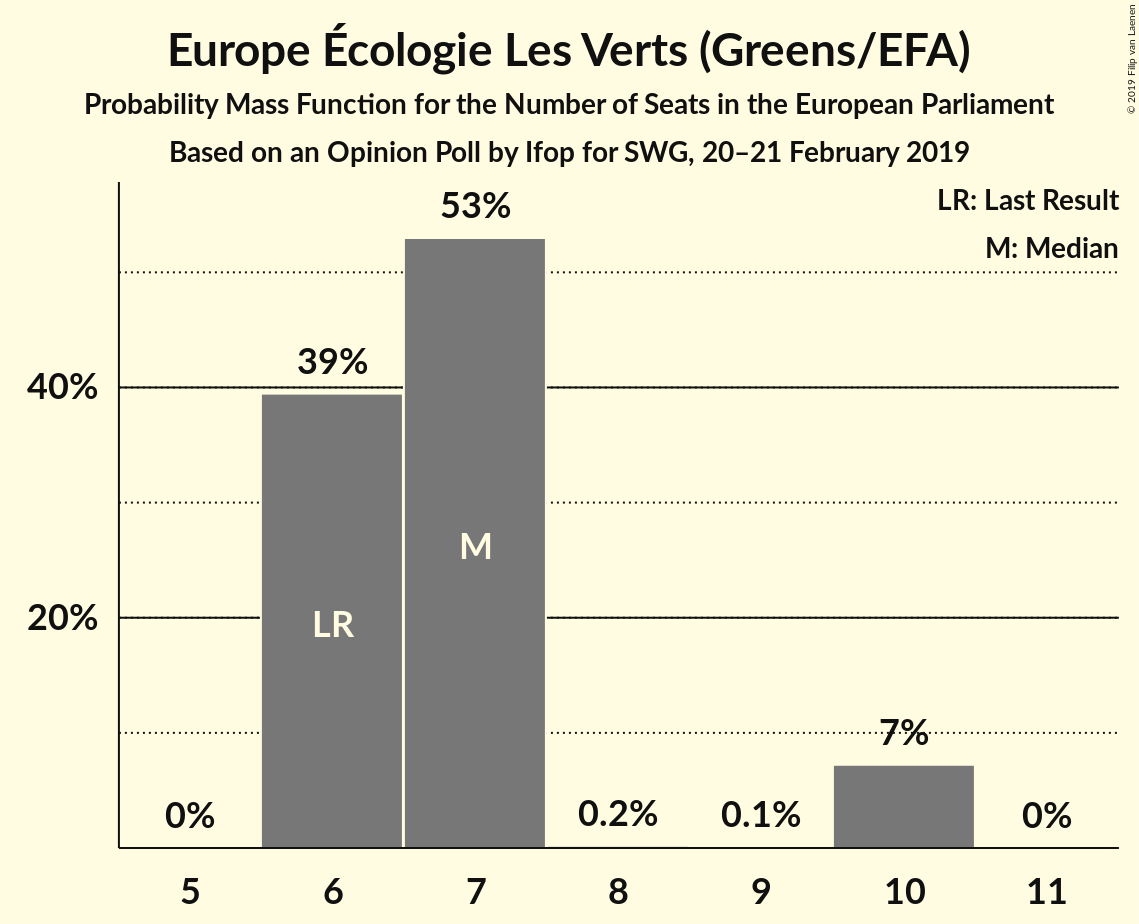 Europe Écologie Les Verts (Greens/EFA)
Probability Mass Function for the Number of Seats in the European Parliament
Based on an Opinion Poll by Ifop for SWG, 20–21 February 2019
© 2019 Filip van Laenen
LR: Last Result
M: Median
53%
39%
40%
M
LR
20%
7%
0%
0.2%
0.1%
0%
5 6 7 8 9 10 11